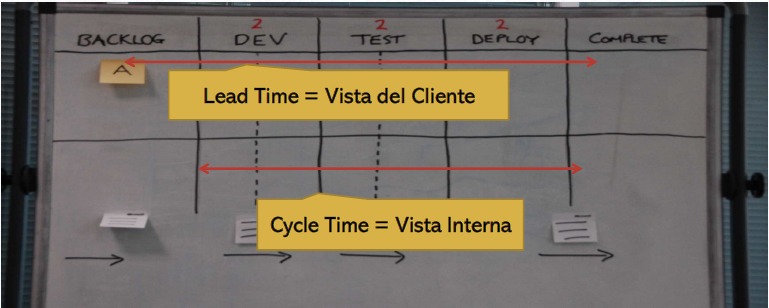 2 2 2
BACKLOG DEV TEST DEPLOY COMPLETE
A
Lead Time = Vista del Cliente
Cycle Time = Vista Interna